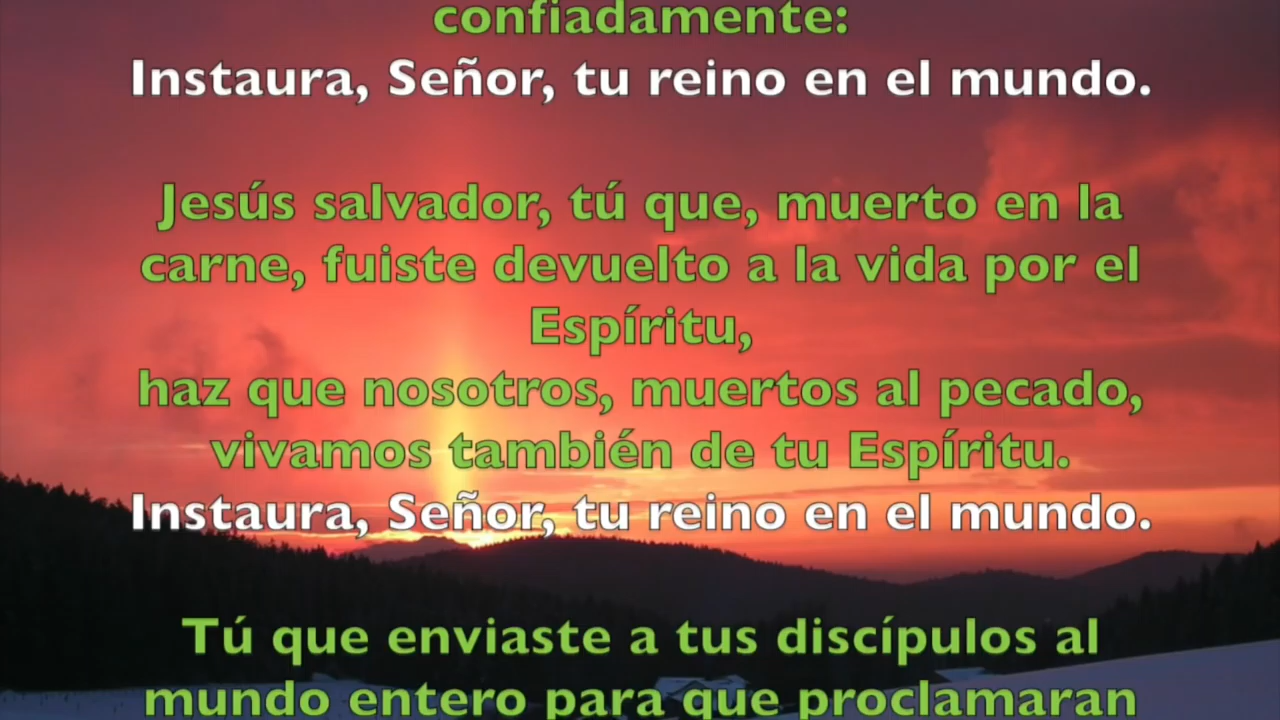 confiadamente:
Instaura, Señor, tu reino en el mundo.
Jesús salvador, tú que, muerto en la
carne, fuiste devuelto a la vida por el
Espíritu,
haz que nosotros, muertos al pecado,
vivamos también de tu Espíritu.
Instaura, Señor, tu reino en el mundo.
Tú que enviaste a tus discípulos al
mundo entero para que proclamaran